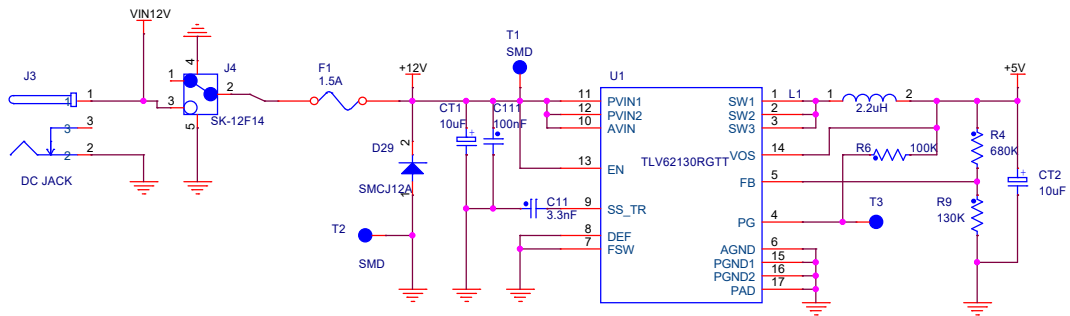 VIN12V
J3
1
1
3
3
2
2
DC JACK
4
J4
1
2
3
5
SK-12F14
F1
1.5A
+12V
2
D29
SMCJ12A
1
T2
SMD
T1
SMD
CT1
10uF
+
C111
100nF
C11
3.3nF
U1
TLV62130RGTT
11
PVIN1
12
PVIN2
10
AVIN
13
EN
9
SS_TR
8
DEF
7
FSW
SW1
1
SW2
2
SW3
3
VOS
14
FB
5
PG
4
AGND
6
PGND1
15
PGND2
16
PAD
17
L1
1
2
2.2uH
R6
100K
T3
+5V
R4
680K
R9
130K
+
CT2
10uF